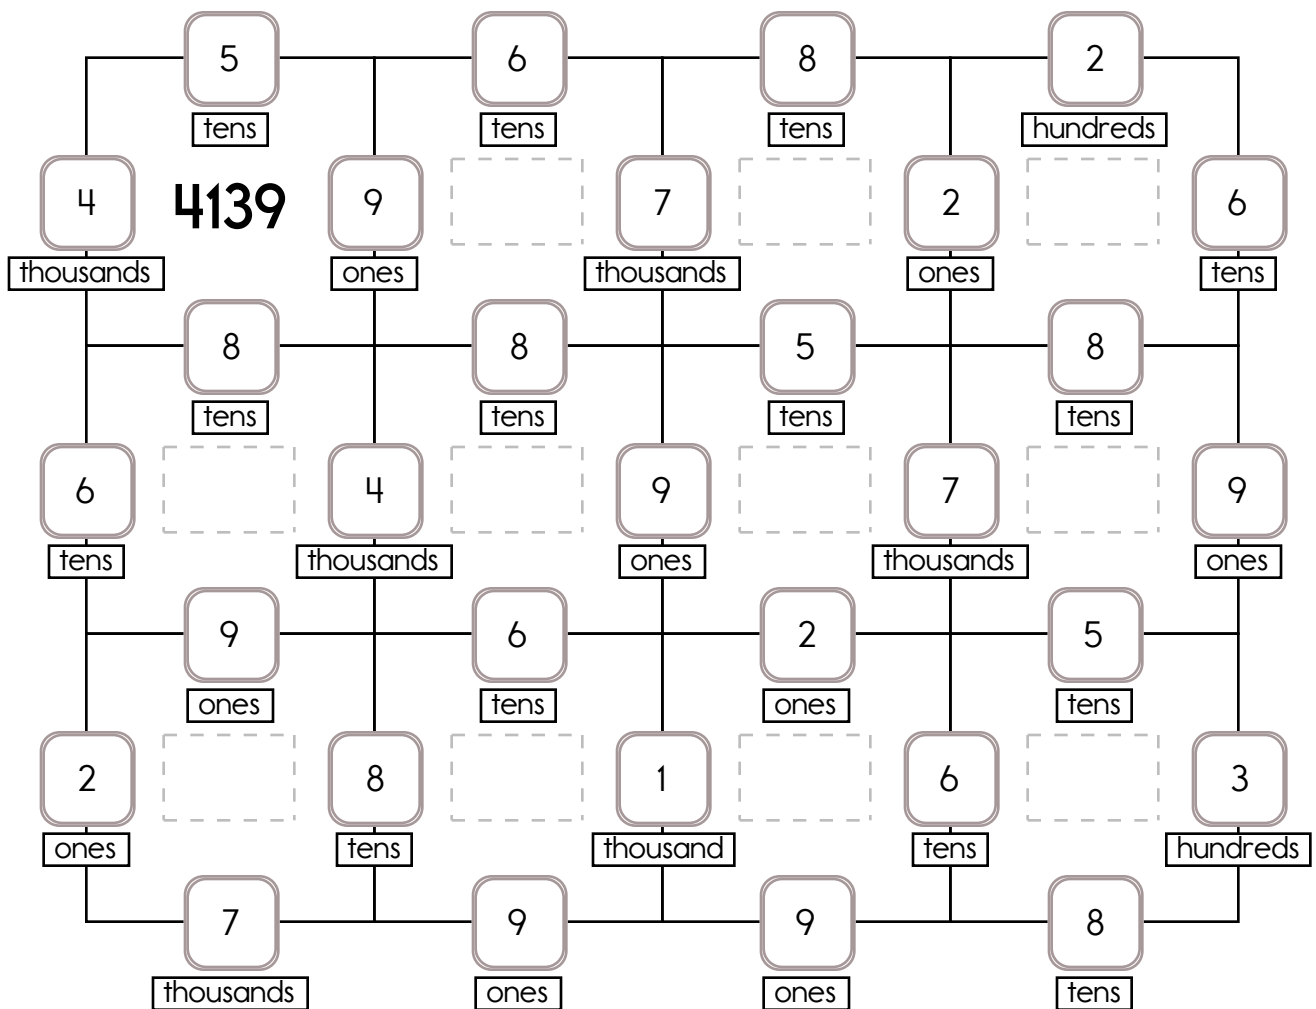 5 6 8 2
tens tens tens hundreds
4 4139 9 7 2 6
thousands ones thousands ones tens
8 8 5 8
tens tens tens tens
6 4 9 7 9
tens thousands ones thousands ones
9 6 2 5
ones tens ones tens
2 8 1 6 3
ones tens thousand tens hundreds
7 9 9 8
thousands ones ones tens